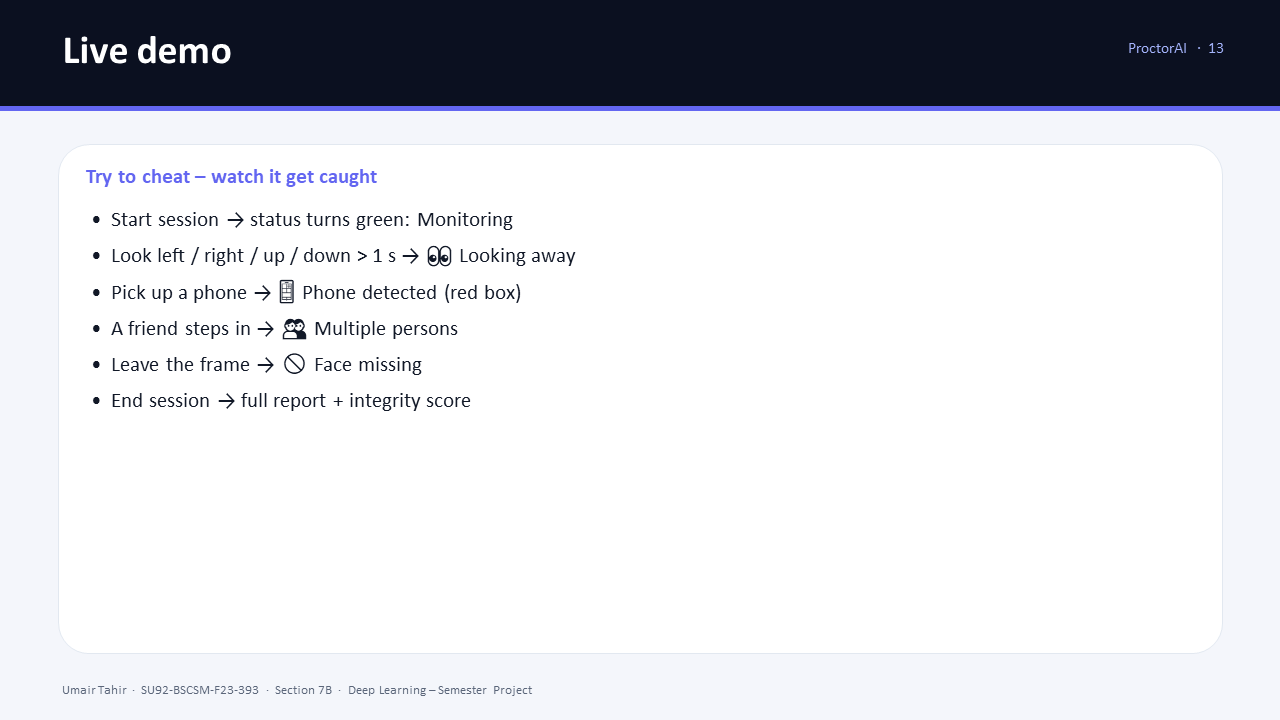 Live demo
ProctorAI · 13
Try to cheat – watch it get caught
• Start session → status turns green: Monitoring
• Look left / right / up / down > 1 s → 👀 Looking away
• Pick up a phone → 📱 Phone detected (red box)
• A friend steps in → 👥 Multiple persons
• Leave the frame → 🚫 Face missing
• End session → full report + integrity score
Umair Tahir · SU92-BSCSM-F23-393 · Section 7B · Deep Learning – Semester Project